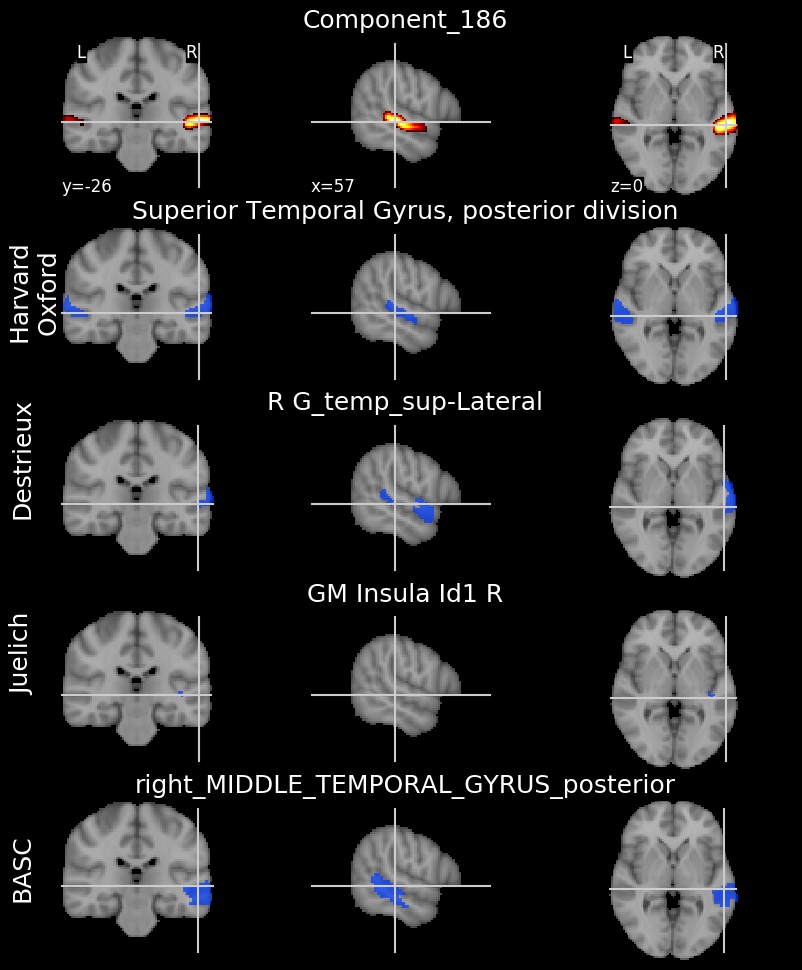 Component_186
L R L R
y=-26 x=57 z=0
Superior Temporal Gyrus, posterior division
Harvard
Oxford
R G_temp_sup-Lateral
Destrieux
GM Insula Id1 R
Juelich
right_MIDDLE_TEMPORAL_GYRUS_posterior
BASC